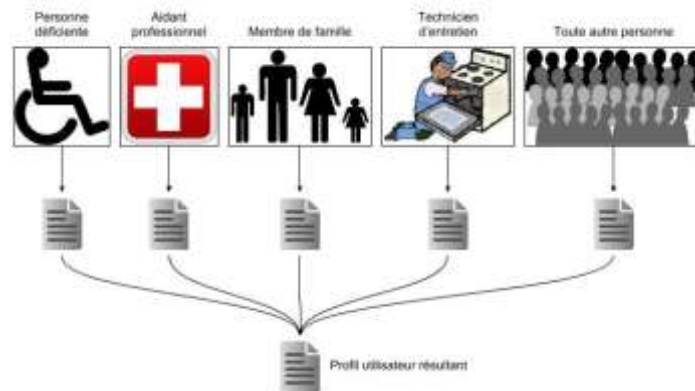 Personne
déficiente
Aidant
professionnel
Membre de famille
Technicien
d'entretien
Toute autre personne
Profil utilisateur résultant